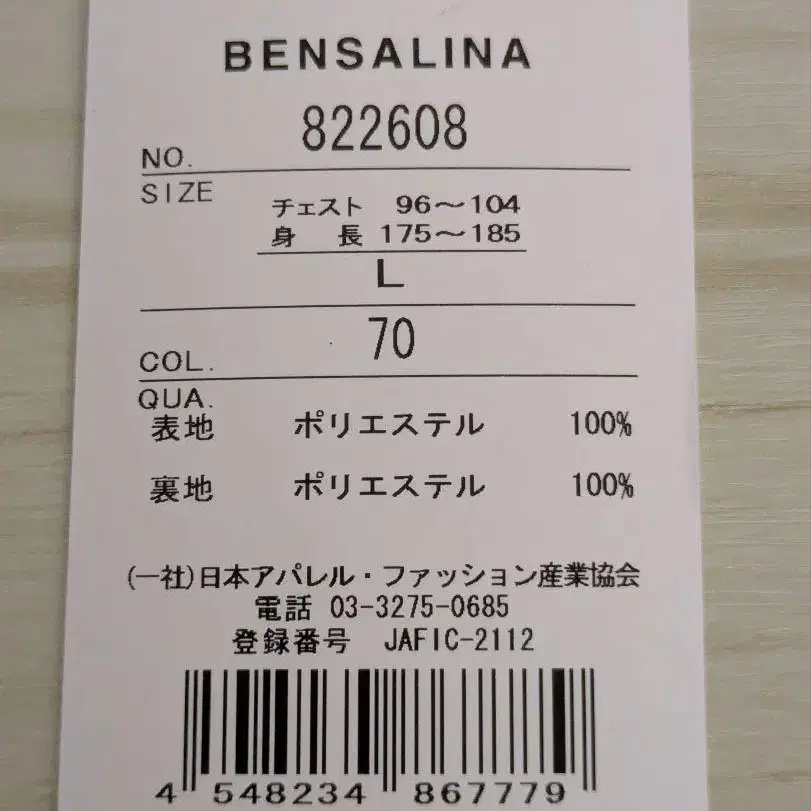 BENSALINA
NO. 822608
SIZE
チェスト 96～104
身 長 175～185
L
COL. 70
QUA.
表地 ポリエステル 100%
裏地 ポリエステル 100%
(一社)日本アパレル・ファッション産業協会
電話 03-3275-0685
登録番号 JAFIC-2112
4 548234 867779